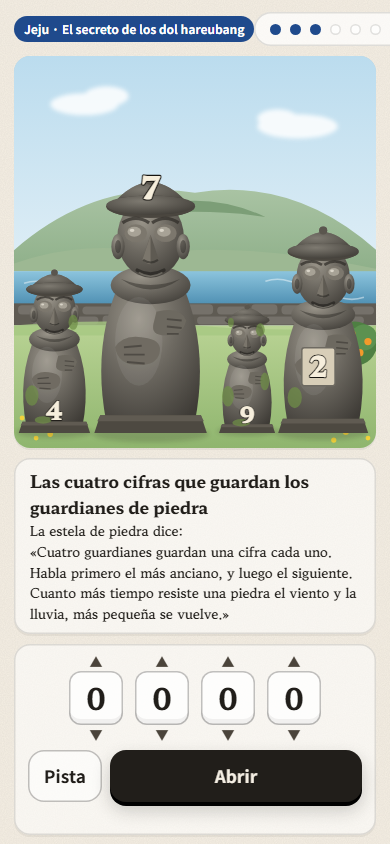 Jeju · El secreto de los dol hareubang
7
2
4
9
Las cuatro cifras que guardan los
guardianes de piedra
La estela de piedra dice:
«Cuatro guardianes guardan una cifra cada uno.
Habla primero el más anciano, y luego el siguiente.
Cuanto más tiempo resiste una piedra el viento y la
lluvia, más pequeña se vuelve.»
0 0 0 0
Pista
Abrir